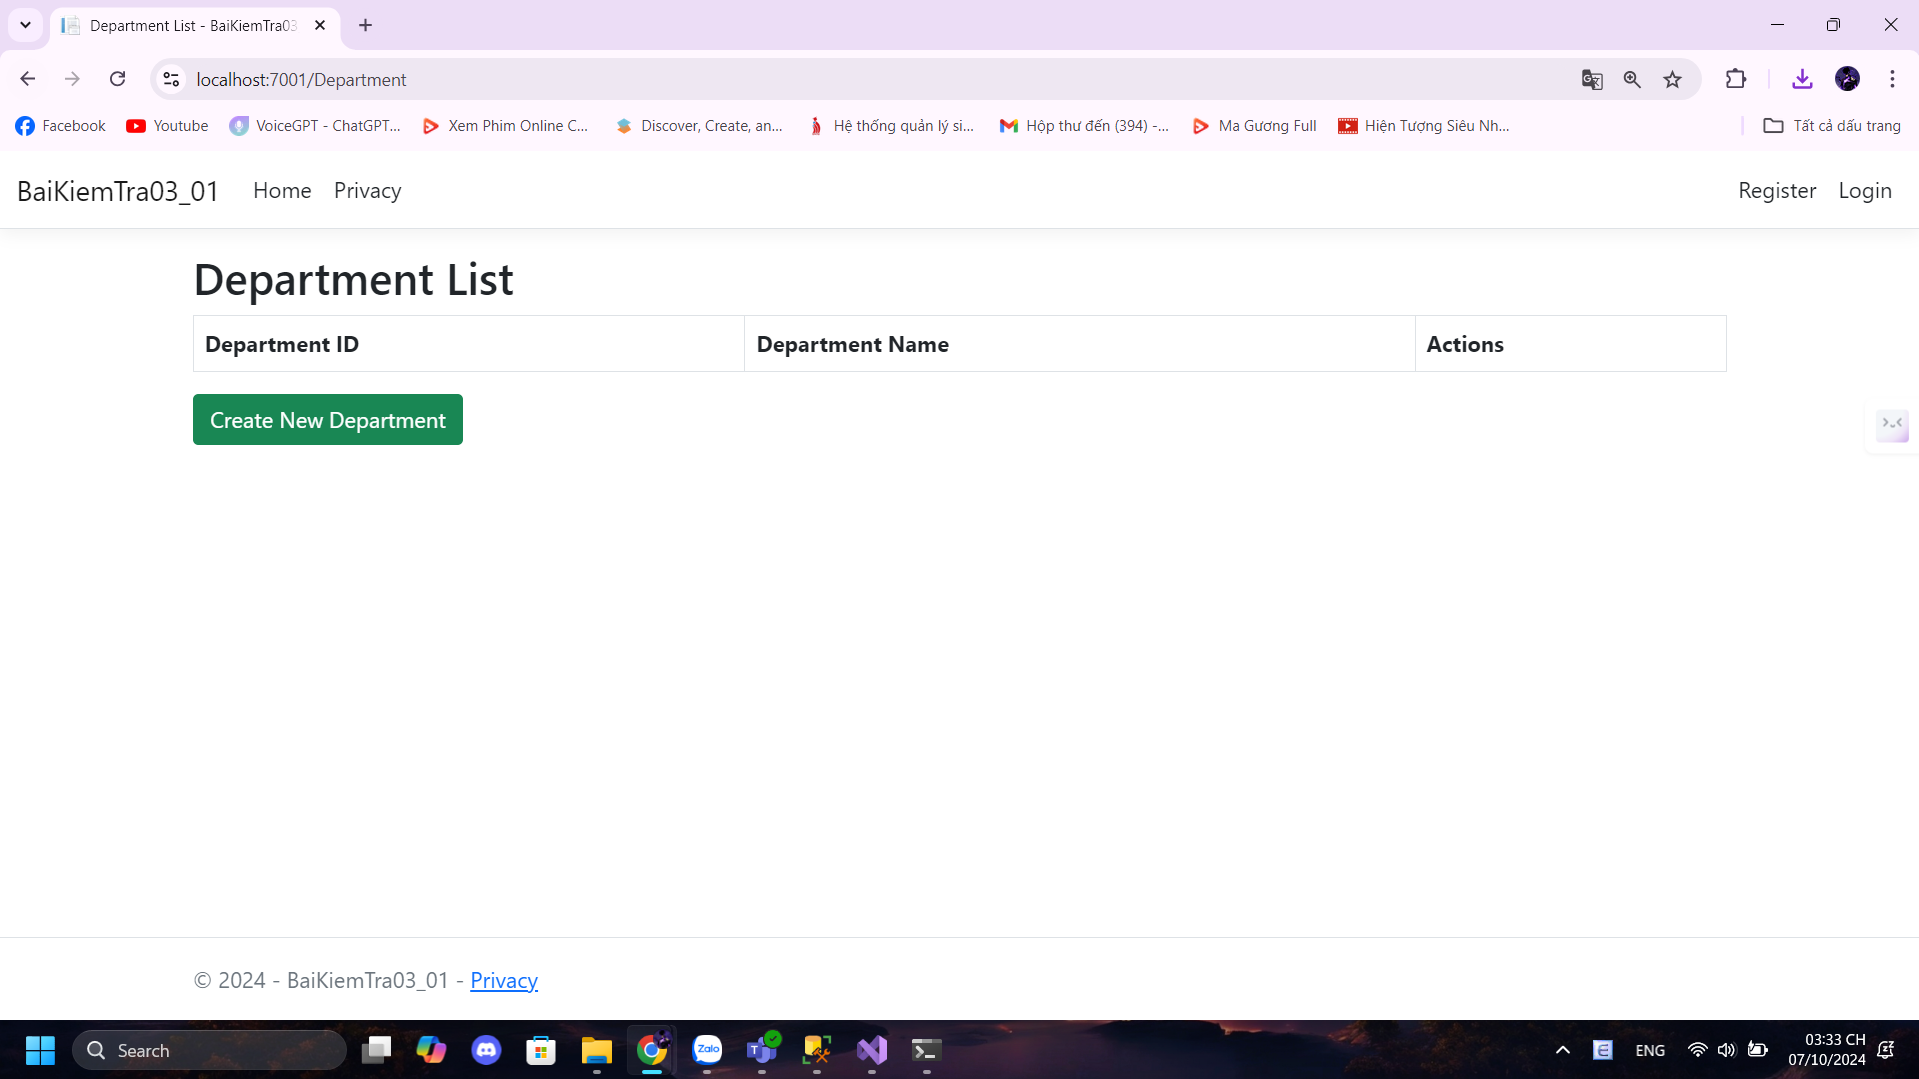 Department List - BaiKiemTra03
localhost:7001/Department
Facebook
Youtube
VoiceGPT - ChatGPT...
Xem Phim Online C...
Discover, Create, an...
Hệ thống quản lý si...
Hộp thư đến (394) -...
Ma Gương Full
Hiện Tượng Siêu Nh...
Tất cả dấu trang
BaiKiemTra03_01
Home
Privacy
Register
Login
Department List
Department ID
Department Name
Actions
Create New Department
© 2024 - BaiKiemTra03_01 - Privacy
Search
Zalo
ENG
03:33 CH
07/10/2024